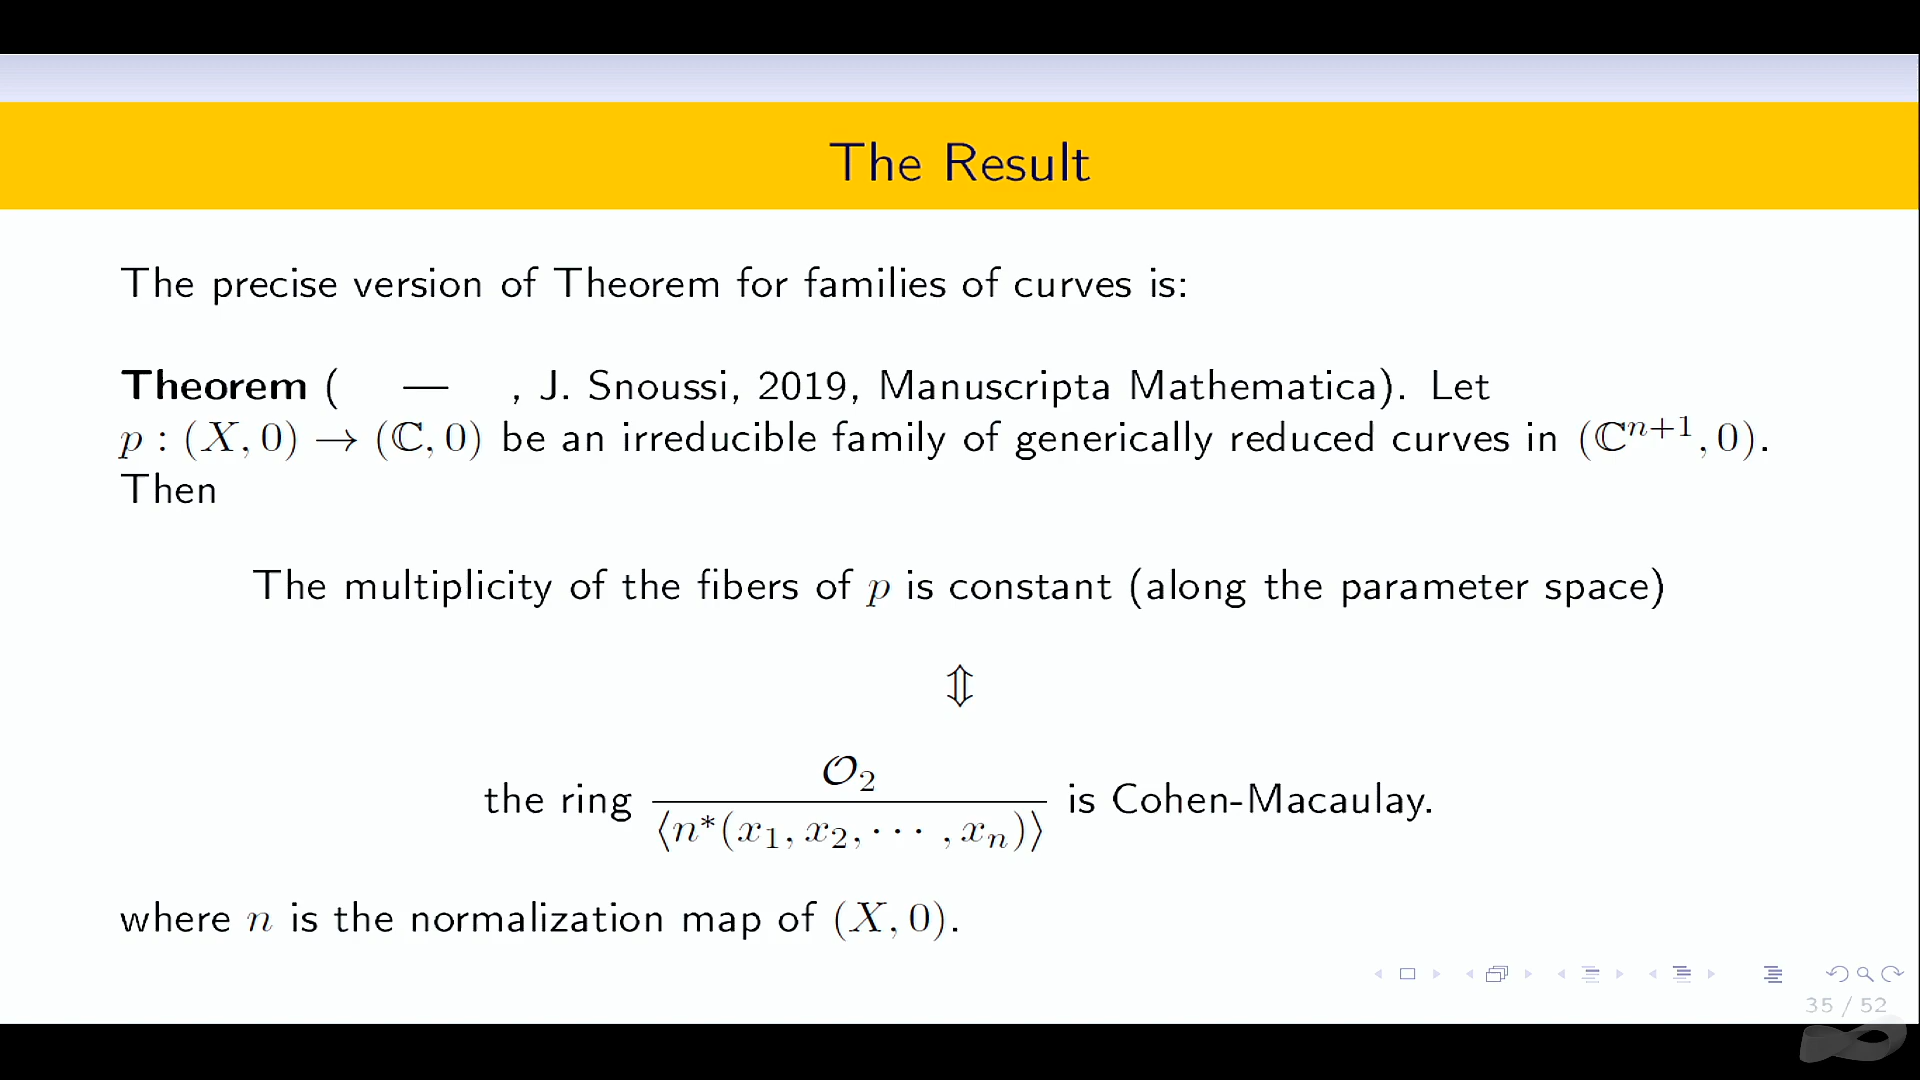 The Result
The precise version of Theorem for families of curves is:
Theorem ( — , J. Snoussi, 2019, Manuscripta Mathematica). Let
p : (X, 0) → (ℂ, 0) be an irreducible family of generically reduced curves in (ℂⁿ⁺¹, 0).
Then
The multiplicity of the fibers of p is constant (along the parameter space)
⇕
the ring 𝒪₂ / ⟨n*(x₁, x₂, ⋯ , xₙ)⟩ is Cohen-Macaulay.
where n is the normalization map of (X, 0).
35 / 52